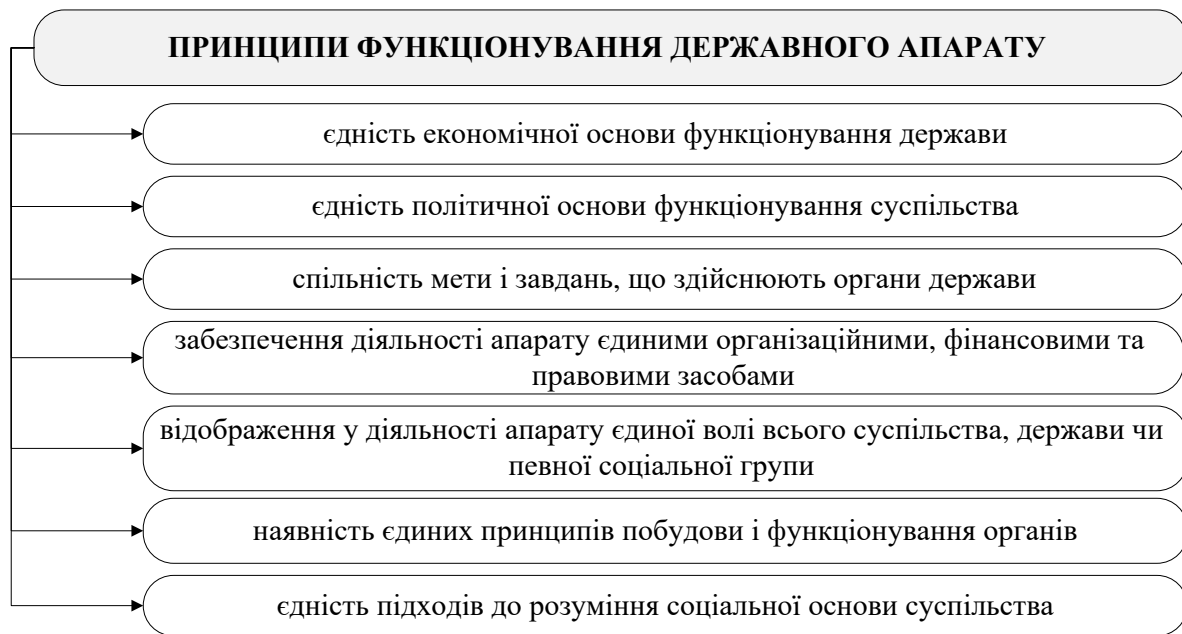 ПРИНЦИПИ ФУНКЦІОНУВАННЯ ДЕРЖАВНОГО АПАРАТУ
єдність економічної основи функціонування держави
єдність політичної основи функціонування суспільства
спільність мети і завдань, що здійснюють органи держави
забезпечення діяльності апарату єдиними організаційними, фінансовими та
правовими засобами
відображення у діяльності апарату єдиної волі всього суспільства, держави чи
певної соціальної групи
наявність єдиних принципів побудови і функціонування органів
єдність підходів до розуміння соціальної основи суспільства